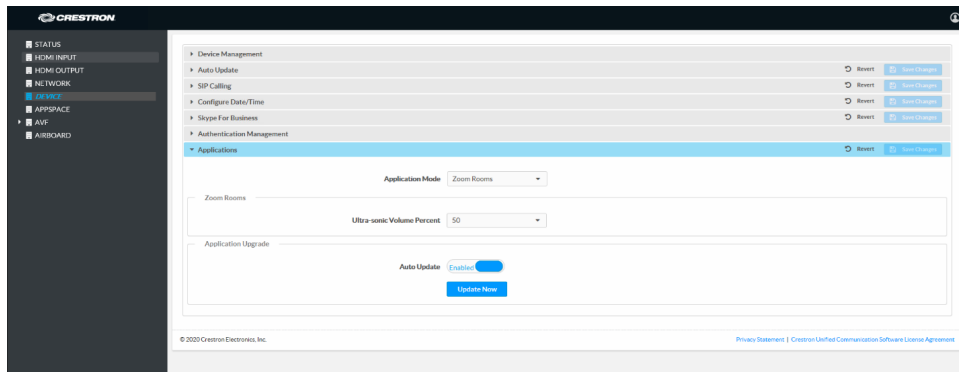 CRESTRON
STATUS
HDMI INPUT
HDMI OUTPUT
NETWORK
DEVICE
APPSPACE
AVF
AIRBOARD
Device Management
Auto Update Revert Save Changes
SIP Calling Revert Save Changes
Configure Date/Time Revert Save Changes
Skype For Business Revert Save Changes
Authentication Management
Applications Revert Save Changes
Application Mode Zoom Rooms
Zoom Rooms
Ultra-sonic Volume Percent 50
Application Upgrade
Auto Update Enabled
Update Now
© 2020 Crestron Electronics, Inc. Privacy Statement | Crestron Unified Communication Software License Agreement